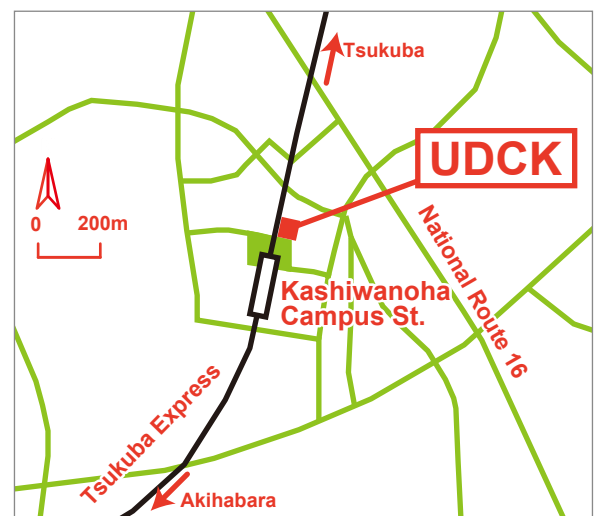 Tsukuba
UDCK
0 200m
National Route 16
Kashiwanoha
Campus St.
Tsukuba Express
Akihabara